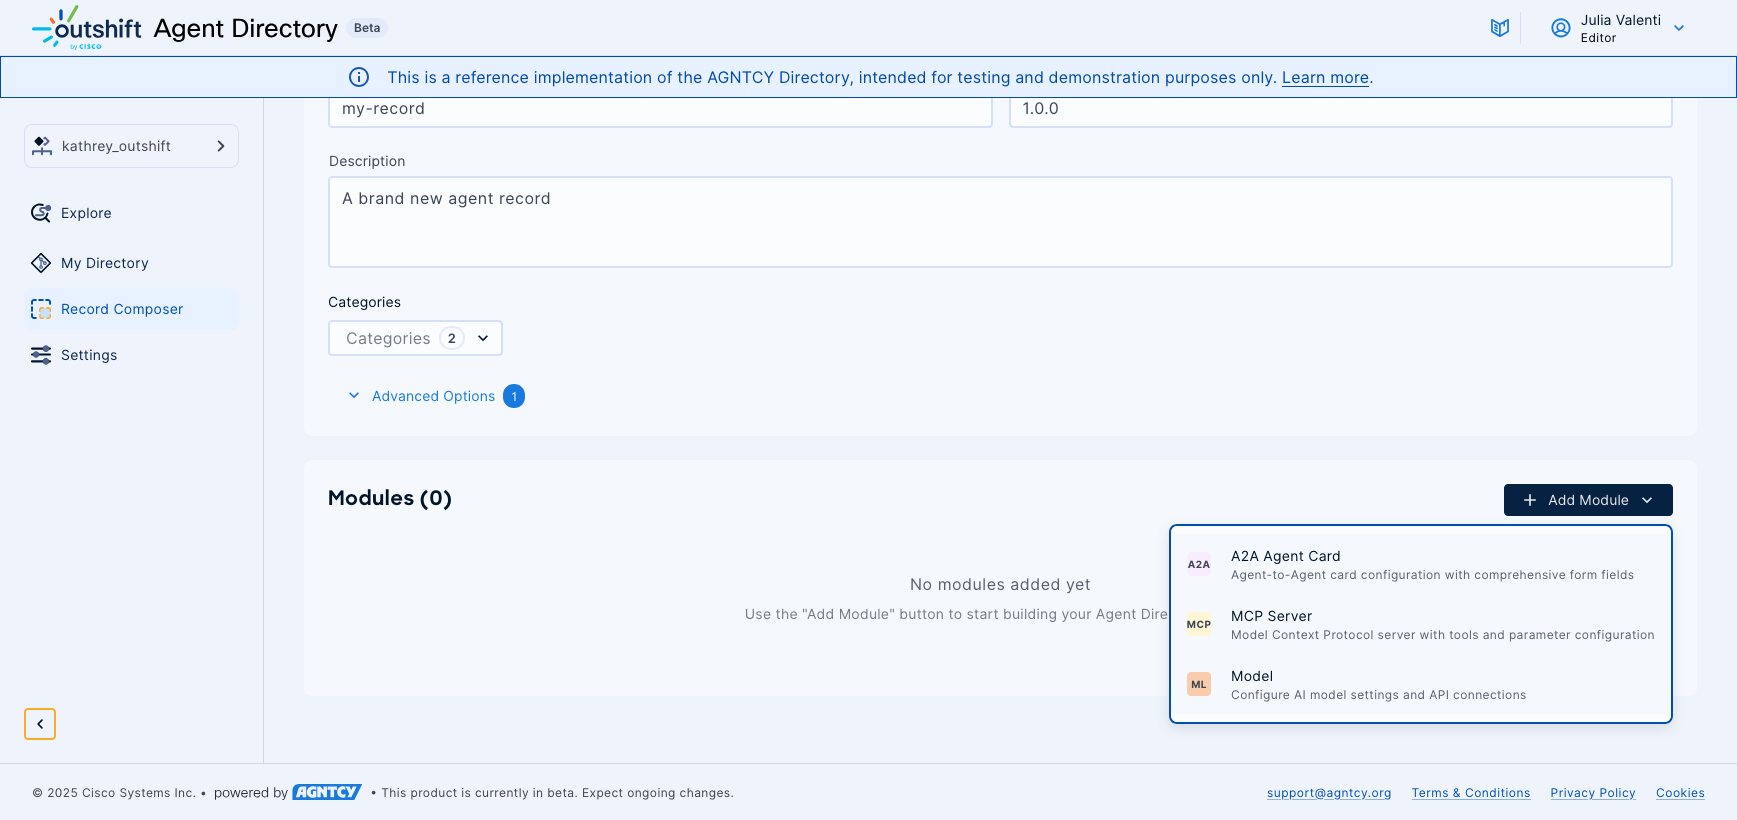 outshift
by CISCO
Agent Directory
Beta
Julia Valenti
Editor
This is a reference implementation of the AGNTCY Directory, intended for testing and demonstration purposes only. Learn more.
kathrey_outshift
Explore
My Directory
Record Composer
Settings
my-record
1.0.0
Description
A brand new agent record
Categories
Categories 2
Advanced Options 1
Modules (0)
Add Module
No modules added yet
Use the "Add Module" button to start building your Agent Dire
A2A
A2A Agent Card
Agent-to-Agent card configuration with comprehensive form fields
MCP
MCP Server
Model Context Protocol server with tools and parameter configuration
ML
Model
Configure AI model settings and API connections
© 2025 Cisco Systems Inc. • powered by AGNTCY • This product is currently in beta. Expect ongoing changes.
support@agntcy.org
Terms & Conditions
Privacy Policy
Cookies